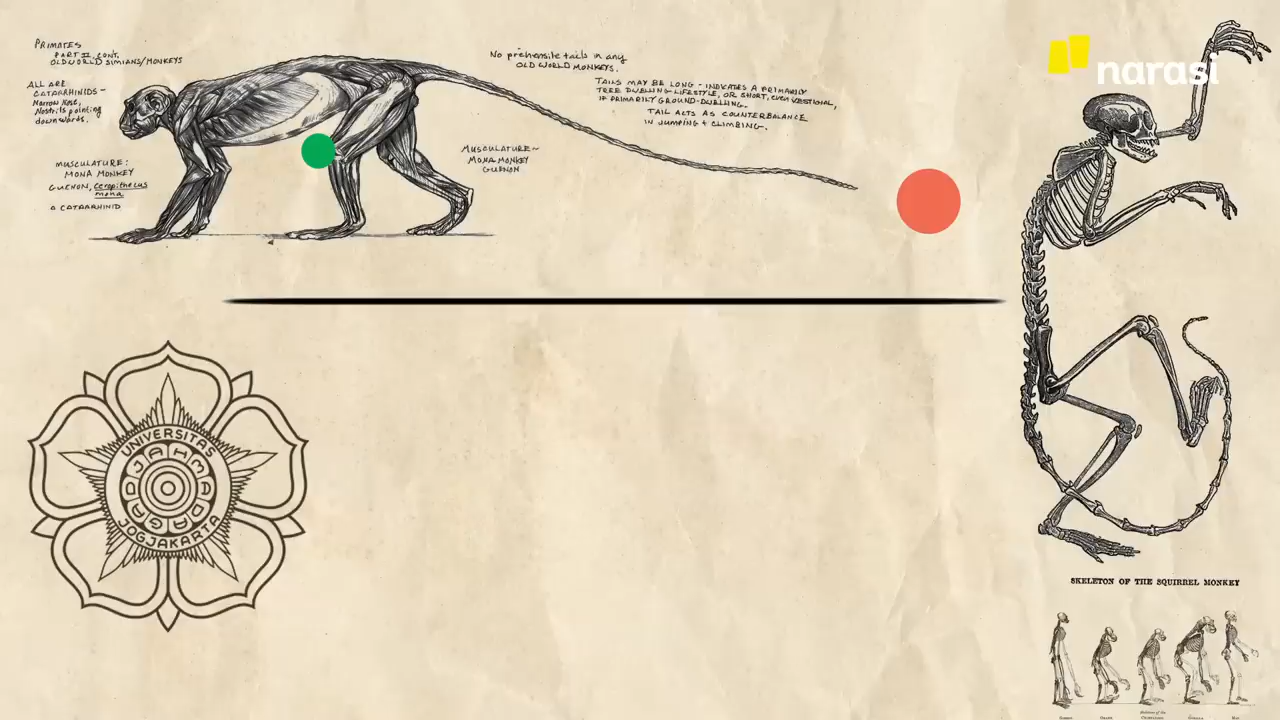 PRIMATES
PART II CONT.
OLD WORLD SIMIANS/MONKEYS
ALL ARE
CATARRHINIDS -
Narrow Nose,
Nostrils pointing
downwards.
MUSCULATURE:
MONA MONKEY
GUENON, Cercpithecus
mona
a CATARRHINID
No prehensile tails in any
OLD WORLD MONKEYS.
TAILS MAY BE LONG - INDICATES A PRIMARILY
TREE DWELLING LIFESTYLE, OR SHORT, EVEN VESTIGIAL,
IF PRIMARILY GROUND-DWELLING.
TAIL ACTS AS COUNTERBALANCE
IN JUMPING + CLIMBING.
MUSCULATURE ~
MONA MONKEY
GUENON
narasi
UNIVERSITAS
GADJAH MADA
JOGJAKARTA
SKELETON OF THE SQUIRREL MONKEY